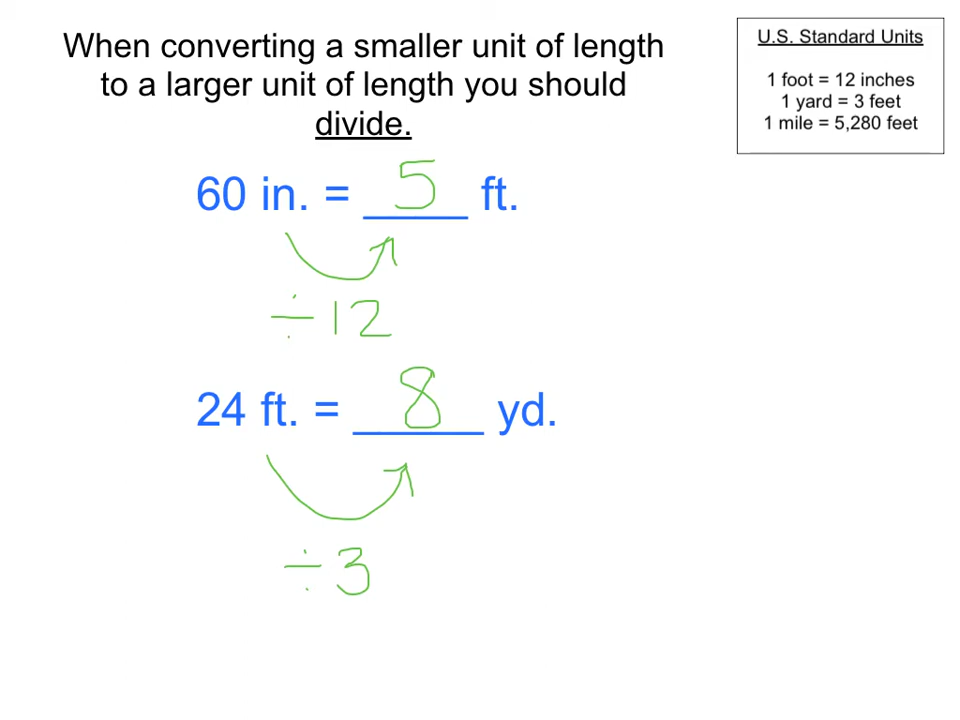 When converting a smaller unit of length
to a larger unit of length you should
divide.
U.S. Standard Units
1 foot = 12 inches
1 yard = 3 feet
1 mile = 5,280 feet
60 in. = 5 ft.
÷12
24 ft. = 8 yd.
÷3